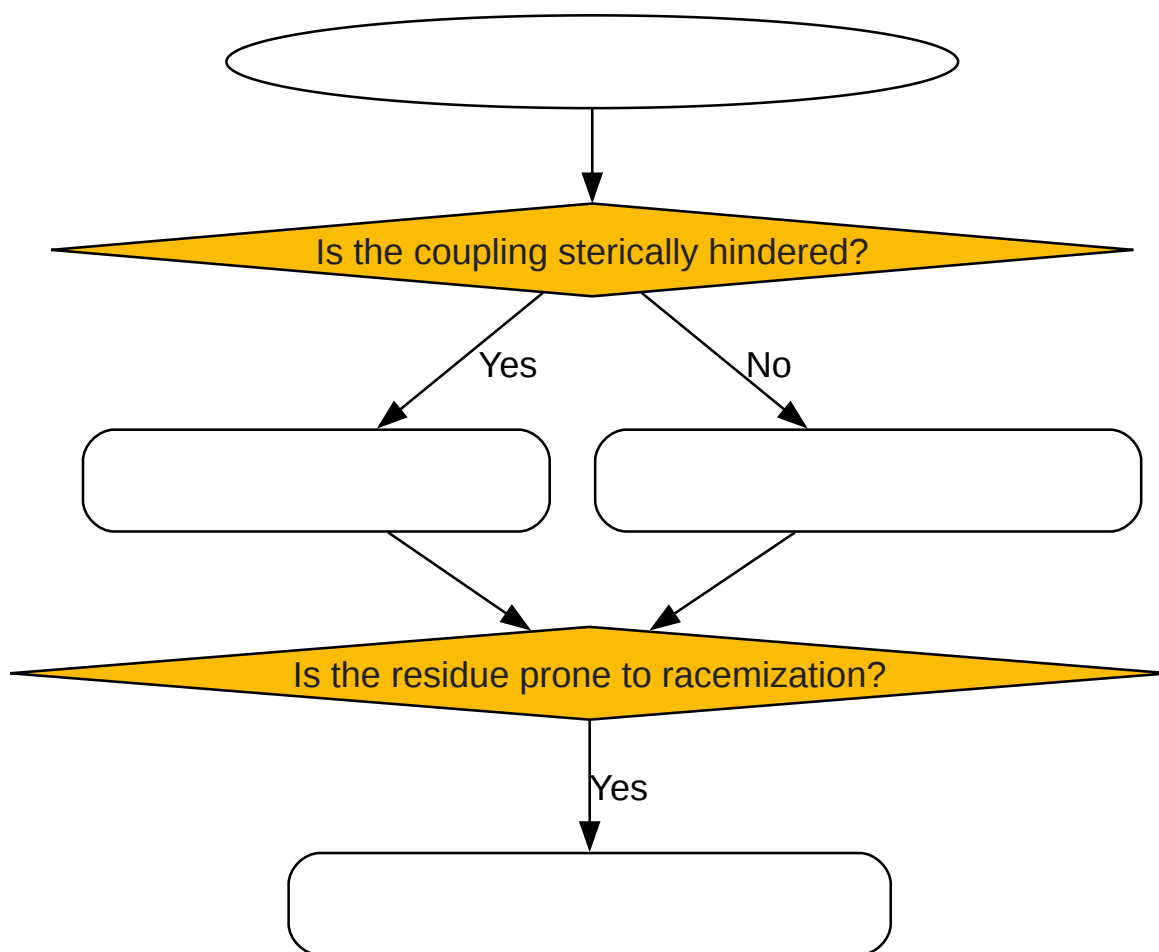 Is the coupling sterically hindered?
Yes
No
Is the residue prone to racemization?
Yes